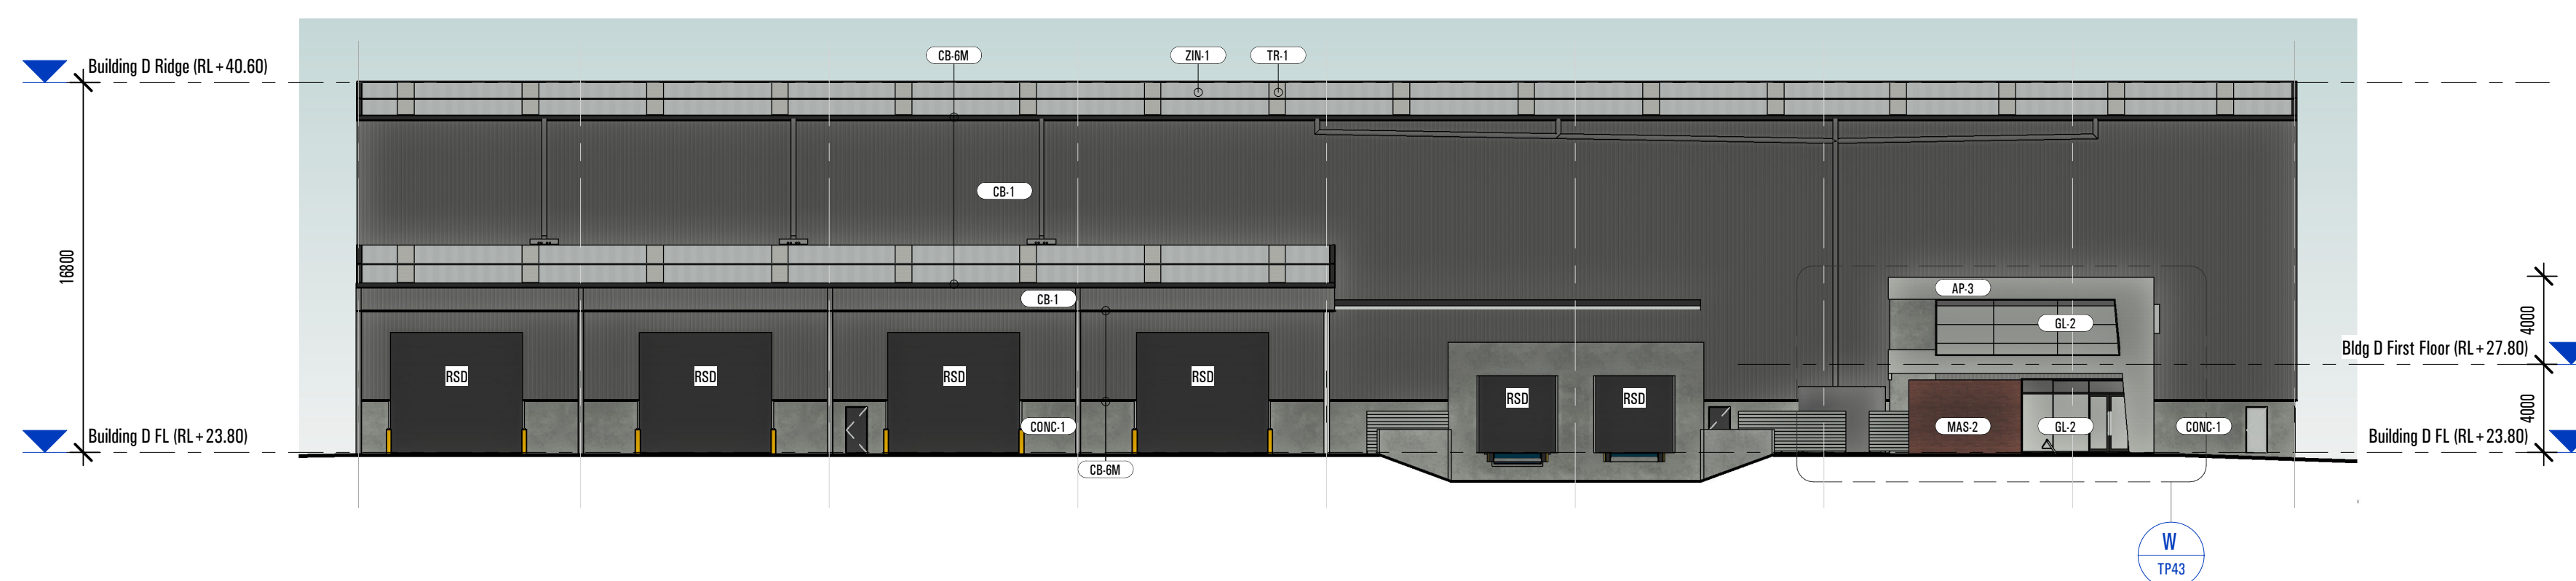 CB-6M
ZIN-1
TR-1
Building D Ridge (RL+40.60)
CB-1
16800
CB-1
AP-3
GL-2
4000
Bldg D First Floor (RL+27.80)
RSD
RSD
RSD
RSD
RSD
RSD
CONC-1
MAS-2
GL-2
CONC-1
4000
Building D FL (RL+23.80)
Building D FL (RL+23.80)
CB-6M
W
TP43